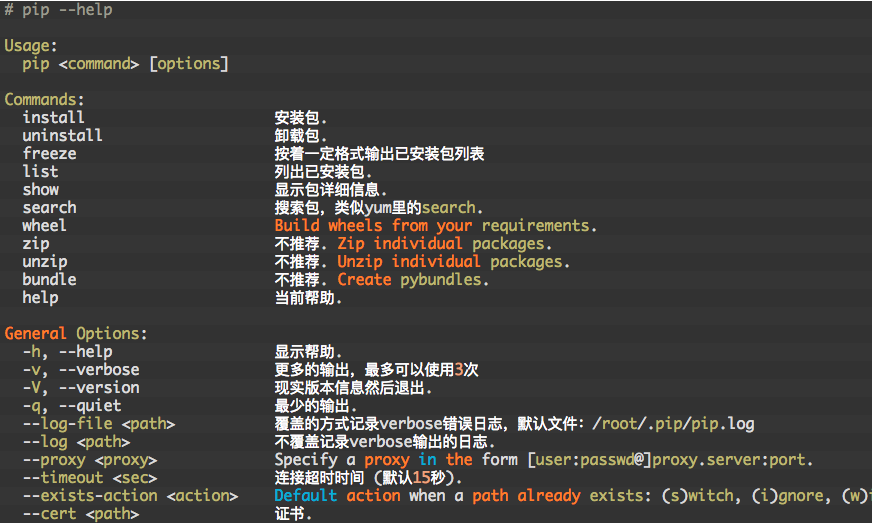 # pip --help
Usage:
pip <command> [options]
Commands:
install 安装包.
uninstall 卸载包.
freeze 按着一定格式输出已安装包列表
list 列出已安装包.
show 显示包详细信息.
search 搜索包，类似yum里的search.
wheel Build wheels from your requirements.
zip 不推荐. Zip individual packages.
unzip 不推荐. Unzip individual packages.
bundle 不推荐. Create pybundles.
help 当前帮助.
General Options:
-h, --help 显示帮助.
-v, --verbose 更多的输出，最多可以使用3次
-V, --version 现实版本信息然后退出.
-q, --quiet 最少的输出.
--log-file <path> 覆盖的方式记录verbose错误日志，默认文件：/root/.pip/pip.log
--log <path> 不覆盖记录verbose输出的日志.
--proxy <proxy> Specify a proxy in the form [user:passwd@]proxy.server:port.
--timeout <sec> 连接超时时间 (默认15秒).
--exists-action <action> Default action when a path already exists: (s)witch, (i)gnore, (w)
--cert <path> 证书.